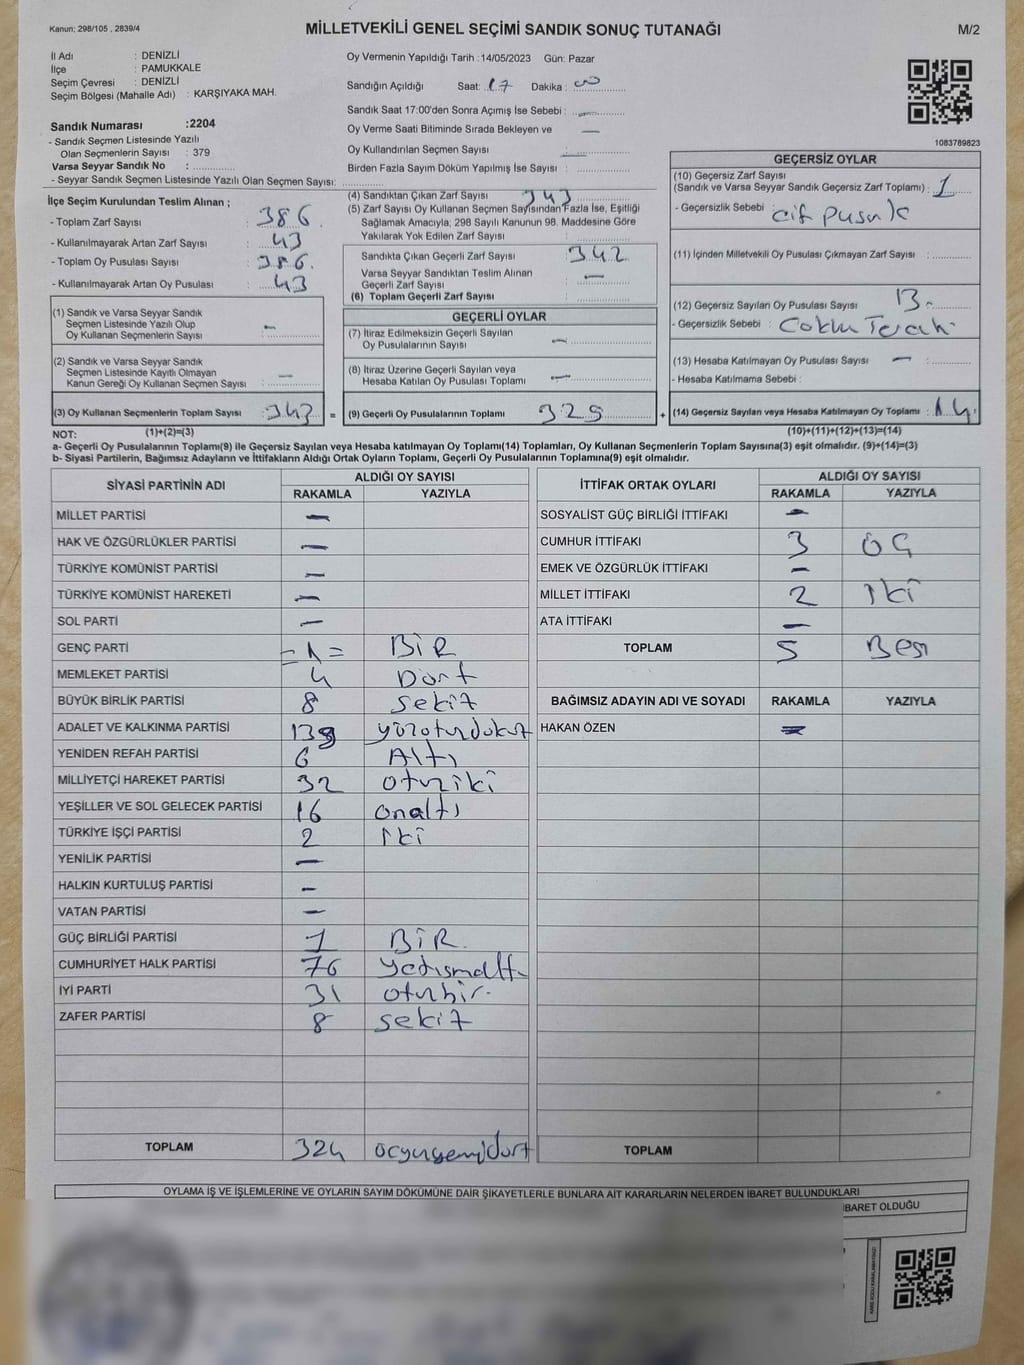 Kanun: 298/105 , 2839/4
MİLLETVEKİLİ GENEL SEÇİMİ SANDIK SONUÇ TUTANAĞI
M/2
İl Adı : DENİZLİ
İlçe : PAMUKKALE
Seçim Çevresi : DENİZLİ
Seçim Bölgesi (Mahalle Adı) : KARŞIYAKA MAH.
Sandık Numarası :2204
- Sandık Seçmen Listesinde Yazılı
Olan Seçmenlerin Sayısı : 379
Varsa Seyyar Sandık No :
- Seyyar Sandık Seçmen Listesinde Yazılı Olan Seçmen Sayısı:
Oy Vermenin Yapıldığı Tarih :14/05/2023 Gün: Pazar
Sandığın Açıldığı Saat: 17 Dakika: 00
Sandık Saat 17:00'den Sonra Açımış İse Sebebi : —
Oy Verme Saati Bitiminde Sırada Bekleyen ve —
Oy Kullandırılan Seçmen Sayısı : —
Birden Fazla Sayım Döküm Yapılmış İse Sayısı :
1083789823
İlçe Seçim Kurulundan Teslim Alınan ;
- Toplam Zarf Sayısı : 386
- Kullanılmayarak Artan Zarf Sayısı : 43
- Toplam Oy Pusulası Sayısı : 386.
- Kullanılmayarak Artan Oy Pusulası : 43
(1) Sandık ve Varsa Seyyar Sandık
Seçmen Listesinde Yazılı Olup
Oy Kullanan Seçmenlerin Sayısı : —
(2) Sandık ve Varsa Seyyar Sandık
Seçmen Listesinde Kayıtlı Olmayan
Kanun Gereği Oy Kullanan Seçmen Sayısı : —
(3) Oy Kullanan Seçmenlerin Toplam Sayısı : 343 =
(4) Sandıktan Çıkan Zarf Sayısı : 343
(5) Zarf Sayısı Oy Kullanan Seçmen Sayısından Fazla İse, Eşitliği
Sağlamak Amacıyla, 298 Sayılı Kanunun 98. Maddesine Göre
Yakılarak Yok Edilen Zarf Sayısı :
Sandıkta Çıkan Geçerli Zarf Sayısı : 342
Varsa Seyyar Sandıktan Teslim Alınan
Geçerli Zarf Sayısı : —
(6) Toplam Geçerli Zarf Sayısı :
GEÇERLİ OYLAR
(7) İtiraz Edilmeksizin Geçerli Sayılan
Oy Pusulalarının Sayısı : —
(8) İtiraz Üzerine Geçerli Sayılan veya
Hesaba Katılan Oy Pusulası Toplamı : —
(9) Geçerli Oy Pusulalarının Toplamı : 329 +
GEÇERSİZ OYLAR
(10) Geçersiz Zarf Sayısı
(Sandık ve Varsa Seyyar Sandık Geçersiz Zarf Toplamı) : 1
- Geçersizlik Sebebi :
(11) İçinden Milletvekili Oy Pusulası Çıkmayan Zarf Sayısı :
(12) Geçersiz Sayılan Oy Pusulası Sayısı : 13
- Geçersizlik Sebebi :
(13) Hesaba Katılmayan Oy Pusulası Sayısı : —
- Hesaba Katılmama Sebebi :
(14) Geçersiz Sayılan veya Hesaba Katılmayan Oy Toplamı : 14
NOT: (1)+(2)=(3) (10)+(11)+(12)+(13)=(14)
a- Geçerli Oy Pusulalarının Toplamı(9) ile Geçersiz Sayılan veya Hesaba katılmayan Oy Toplamı(14) Toplamları, Oy Kullanan Seçmenlerin Toplam Sayısına(3) eşit olmalıdır. (9)+(14)=(3)
b- Siyasi Partilerin, Bağımsız Adayların ve İttifakların Aldığı Ortak Oyların Toplamı, Geçerli Oy Pusulalarının Toplamına(9) eşit olmalıdır.
SİYASİ PARTİNİN ADI ALDIĞI OY SAYISI
RAKAMLA YAZIYLA
MİLLET PARTİSİ —
HAK VE ÖZGÜRLÜKLER PARTİSİ —
TÜRKİYE KOMÜNİST PARTİSİ —
TÜRKİYE KOMÜNİST HAREKETİ —
SOL PARTİ —
GENÇ PARTİ =1= BİR
MEMLEKET PARTİSİ 4 Dört
BÜYÜK BİRLİK PARTİSİ 8 sekiz
ADALET VE KALKINMA PARTİSİ 139 yüzotuzdokuz
YENİDEN REFAH PARTİSİ 6 Altı
MİLLİYETÇİ HAREKET PARTİSİ 32 otuziki
YEŞİLLER VE SOL GELECEK PARTİSİ 16 onaltı
TÜRKİYE İŞÇİ PARTİSİ 2 iki
YENİLİK PARTİSİ —
HALKIN KURTULUŞ PARTİSİ —
VATAN PARTİSİ —
GÜÇ BİRLİĞİ PARTİSİ 1 BİR.
CUMHURİYET HALK PARTİSİ 76 yetmişaltı
İYİ PARTİ 31 otuzbir.
ZAFER PARTİSİ 8 sekiz
TOPLAM 324 üçyüzyirmidört
İTTİFAK ORTAK OYLARI ALDIĞI OY SAYISI
RAKAMLA YAZIYLA
SOSYALİST GÜÇ BİRLİĞİ İTTİFAKI —
CUMHUR İTTİFAKI 3 ÜÇ
EMEK VE ÖZGÜRLÜK İTTİFAKI —
MİLLET İTTİFAKI 2 iki
ATA İTTİFAKI —
TOPLAM 5 Beş
BAĞIMSIZ ADAYIN ADI VE SOYADI RAKAMLA YAZIYLA
HAKAN ÖZEN —
TOPLAM
OYLAMA İŞ VE İŞLEMLERİNE VE OYLARIN SAYIM DÖKÜMÜNE DAİR ŞİKAYETLERLE BUNLARA AİT KARARLARIN NELERDEN İBARET BULUNDUKLARI
İBARET OLDUĞU